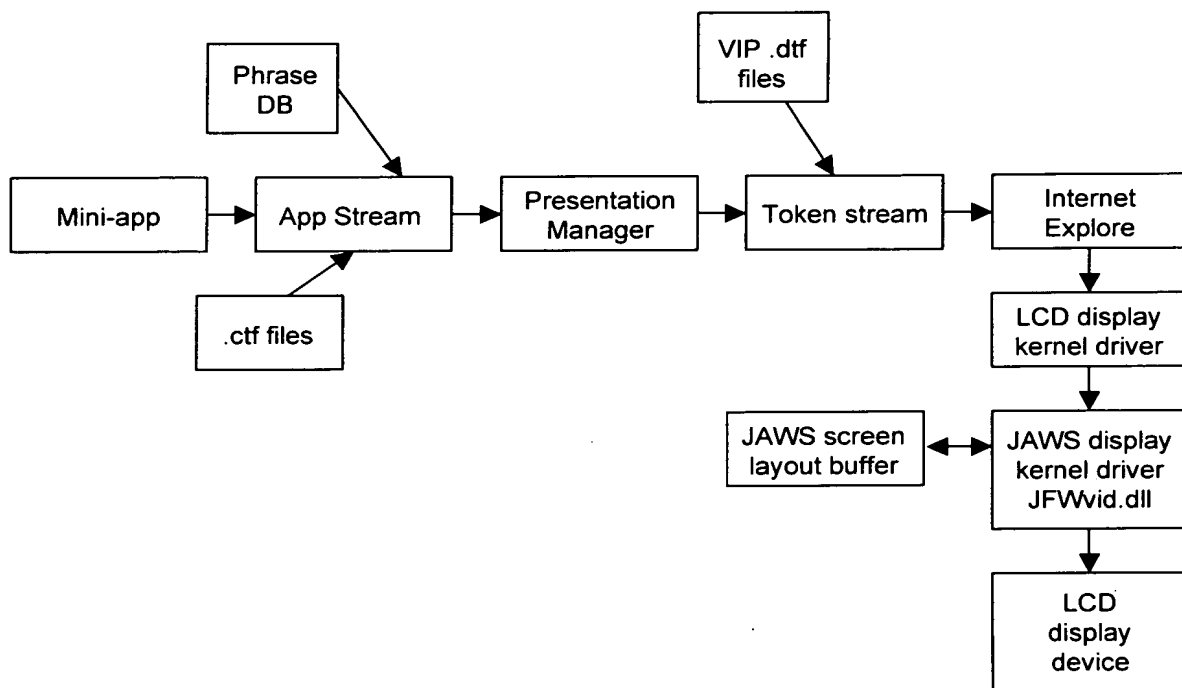 Phrase
DB
VIP .dtf
files
Mini-app
App Stream
Presentation
Manager
Token stream
Internet
Explore
.ctf files
LCD display
kernel driver
JAWS screen
layout buffer
JAWS display
kernel driver
JFWvid.dll
LCD
display
device